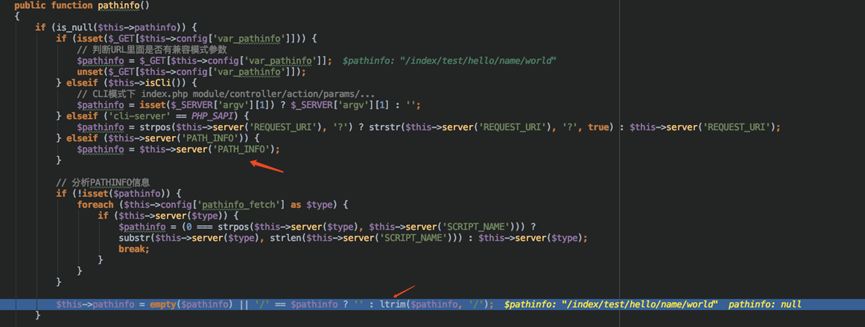 public function pathinfo()
{
    if (is_null($this->pathinfo)) {
        if (isset($_GET[$this->config['var_pathinfo']])) {
            // 判断URL里面是否有兼容模式参数
            $pathinfo = $_GET[$this->config['var_pathinfo']];  $pathinfo: "/index/test/hello/name/world"
            unset($_GET[$this->config['var_pathinfo']]);
        } elseif ($this->isCli()) {
            // CLI模式下 index.php module/controller/action/params/...
            $pathinfo = isset($_SERVER['argv'][1]) ? $_SERVER['argv'][1] : '';
        } elseif ('cli-server' == PHP_SAPI) {
            $pathinfo = strpos($this->server('REQUEST_URI'), '?') ? strstr($this->server('REQUEST_URI'), '?', true) : $this->server('REQUEST_URI');
        } elseif ($this->server('PATH_INFO')) {
            $pathinfo = $this->server('PATH_INFO');
        }
        // 分析PATHINFO信息
        if (!isset($pathinfo)) {
            foreach ($this->config['pathinfo_fetch'] as $type) {
                if ($this->server($type)) {
                    $pathinfo = (0 === strpos($this->server($type), $this->server('SCRIPT_NAME'))) ?
                    substr($this->server($type), strlen($this->server('SCRIPT_NAME'))) : $this->server($type);
                    break;
                }
            }
        }
        $this->pathinfo = empty($pathinfo) || '/' == $pathinfo ? '' : ltrim($pathinfo, '/');  $pathinfo: "/index/test/hello/name/world"  pathinfo: null
    }